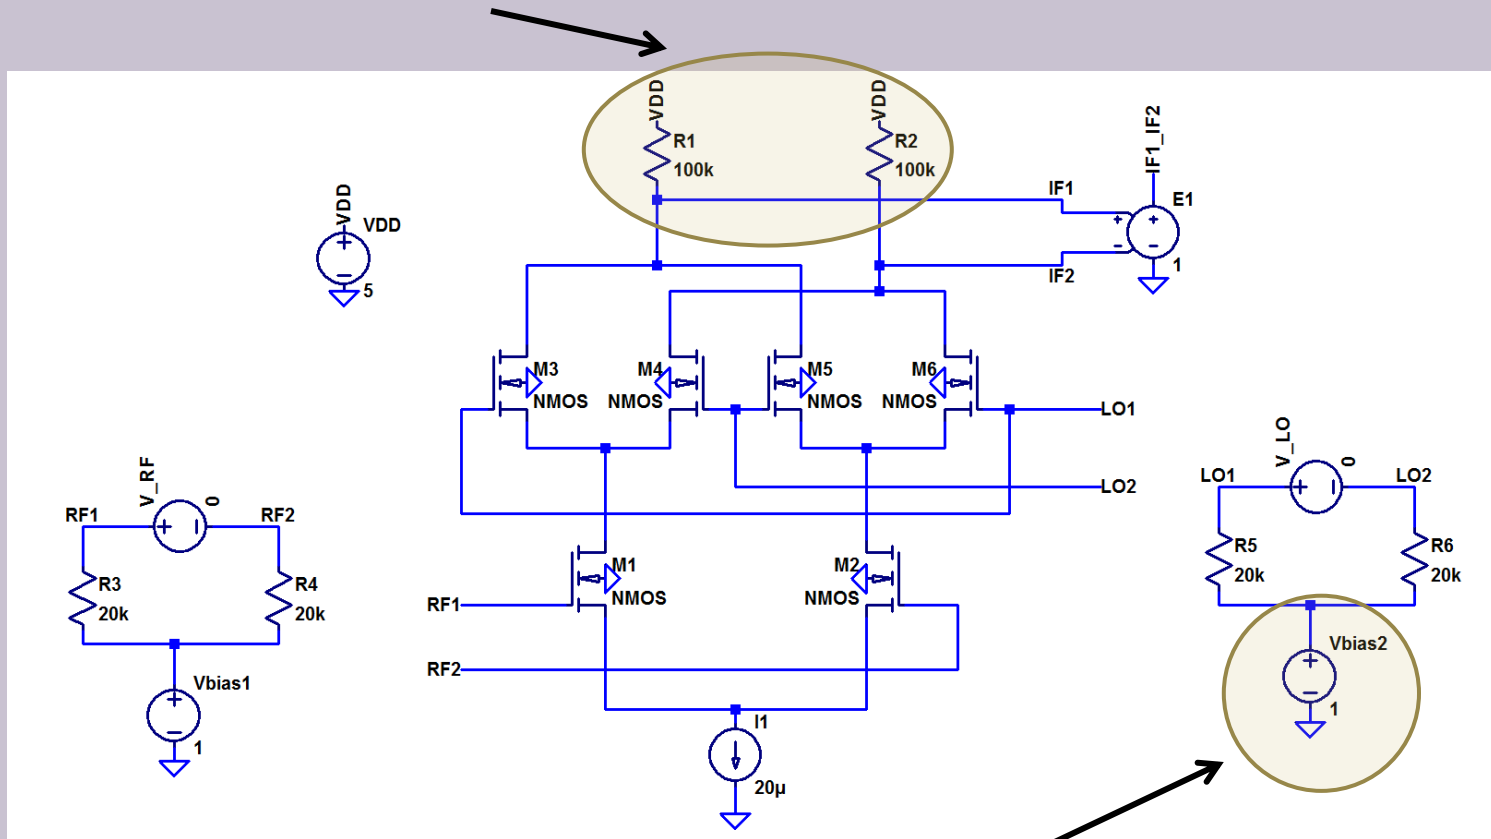 VDD
VDD
R1
100k
R2
100k
IF1_IF2
IF1
E1
IF2
1
VDD
VDD
5
M3
NMOS
M4
NMOS
M5
NMOS
M6
NMOS
LO1
LO2
V_RF
0
RF1
RF2
R3
20k
R4
20k
Vbias1
1
M1
NMOS
M2
NMOS
RF1
RF2
I1
20µ
V_LO
0
LO1
LO2
R5
20k
R6
20k
Vbias2
1